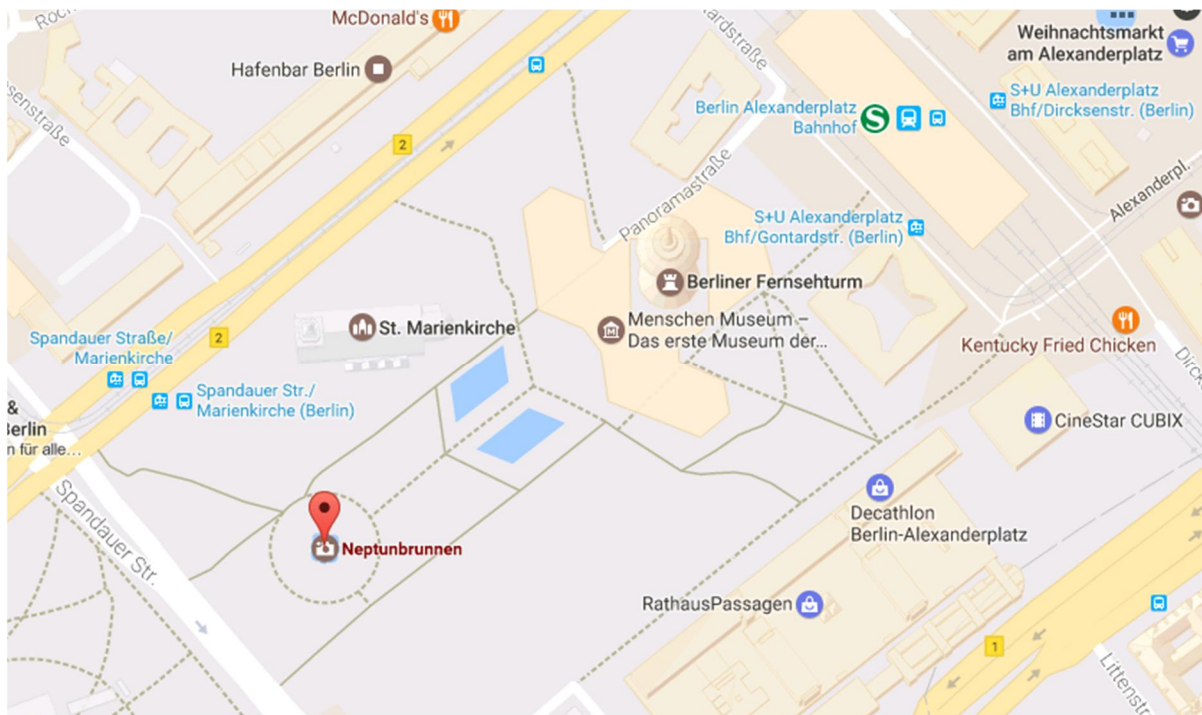 McDonald's
Hafenbar Berlin
2
Berlin Alexanderplatz
Bahnhof
S
Weihnachtsmarkt
am Alexanderplatz
S+U Alexanderplatz
Bhf/Dircksenstr. (Berlin)
Alexanderpl.
Panoramastraße
S+U Alexanderplatz
Bhf/Gontardstr. (Berlin)
Berliner Fernsehturm
St. Marienkirche
Menschen Museum –
M
Das erste Museum der...
2
Spandauer Straße/
Marienkirche
Spandauer Str./
Marienkirche (Berlin)
Kentucky Fried Chicken
&
Berlin
n für alle...
CineStar CUBIX
Spandauer Str.
Neptunbrunnen
Decathlon
Berlin-Alexanderplatz
RathausPassagen
1